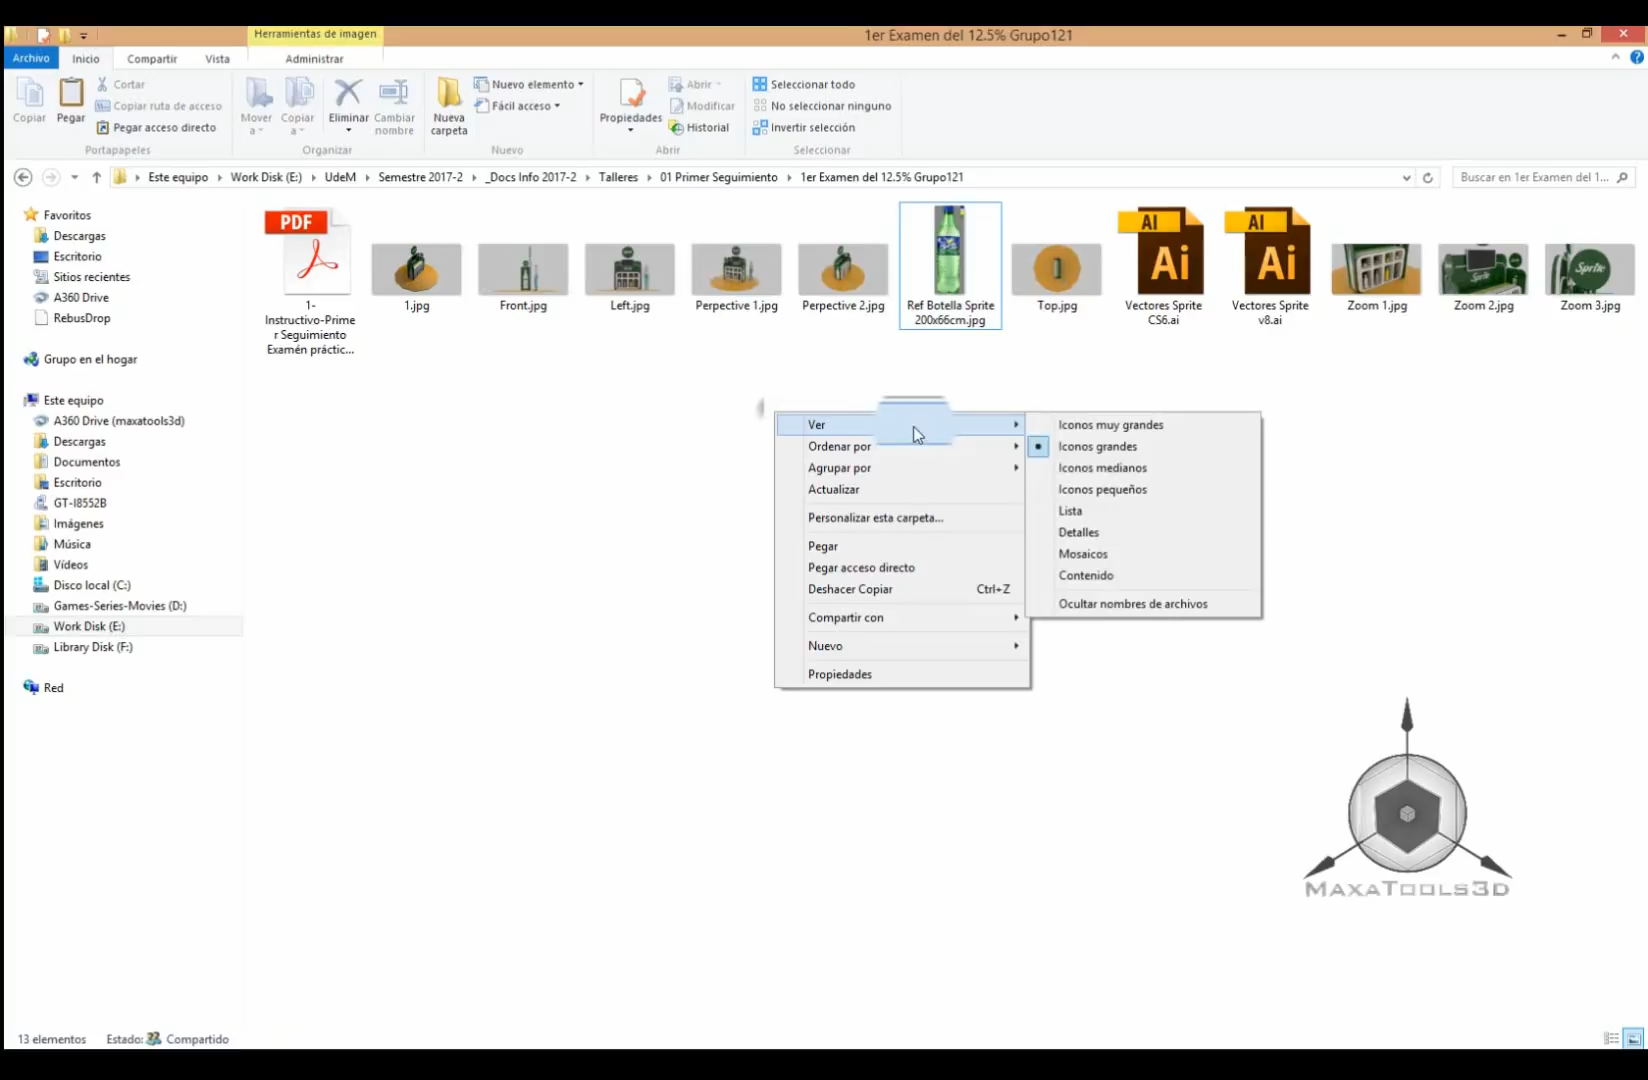 Herramientas de imagen
1er Examen del 12.5% Grupo121
Archivo
Inicio
Compartir
Vista
Administrar
Copiar
Pegar
Cortar
Copiar ruta de acceso
Pegar acceso directo
Portapapeles
Mover a
Copiar a
Eliminar
Cambiar nombre
Organizar
Nueva carpeta
Nuevo elemento
Fácil acceso
Nuevo
Propiedades
Abrir
Modificar
Historial
Abrir
Seleccionar todo
No seleccionar ninguno
Invertir selección
Seleccionar
Este equipo
Work Disk (E:)
UdeM
Semestre 2017-2
_Docs Info 2017-2
Talleres
01 Primer Seguimiento
1er Examen del 12.5% Grupo121
Buscar en 1er Examen del 1...
Favoritos
Descargas
Escritorio
Sitios recientes
A360 Drive
RebusDrop
Grupo en el hogar
Este equipo
A360 Drive (maxatools3d)
Descargas
Documentos
Escritorio
GT-I8552B
Imágenes
Música
Vídeos
Disco local (C:)
Games-Series-Movies (D:)
Work Disk (E:)
Library Disk (F:)
Red
PDF
1-
Instructivo-Prime
r Seguimiento
Examén práctic...
1.jpg
Front.jpg
Left.jpg
Perpective 1.jpg
Perpective 2.jpg
Ref Botella Sprite
200x66cm.jpg
Top.jpg
AI
Ai
Vectores Sprite
CS6.ai
AI
Ai
Vectores Sprite
v8.ai
Zoom 1.jpg
Sprite
Zoom 2.jpg
Sprite
Zoom 3.jpg
Ver
Ordenar por
Agrupar por
Actualizar
Personalizar esta carpeta...
Pegar
Pegar acceso directo
Deshacer Copiar Ctrl+Z
Compartir con
Nuevo
Propiedades
Iconos muy grandes
Iconos grandes
Iconos medianos
Iconos pequeños
Lista
Detalles
Mosaicos
Contenido
Ocultar nombres de archivos
MAXATOOLS3D
13 elementos
Estado:
Compartido